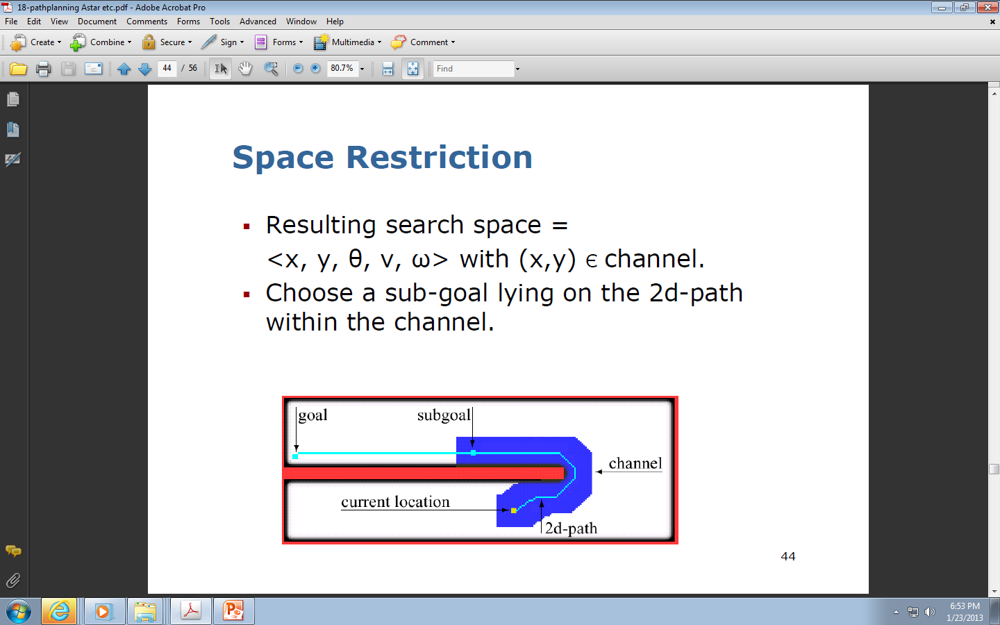 18-pathplanning Astar etc.pdf - Adobe Acrobat Pro
File Edit View Document Comments Forms Tools Advanced Window Help
Create Combine Secure Sign Forms Multimedia Comment
44 / 56 80.7% Find
Space Restriction
Resulting search space =
<x, y, θ, v, ω> with (x,y) ∈ channel.
Choose a sub-goal lying on the 2d-path
within the channel.
goal subgoal
channel
current location
2d-path
44
6:53 PM
1/23/2013